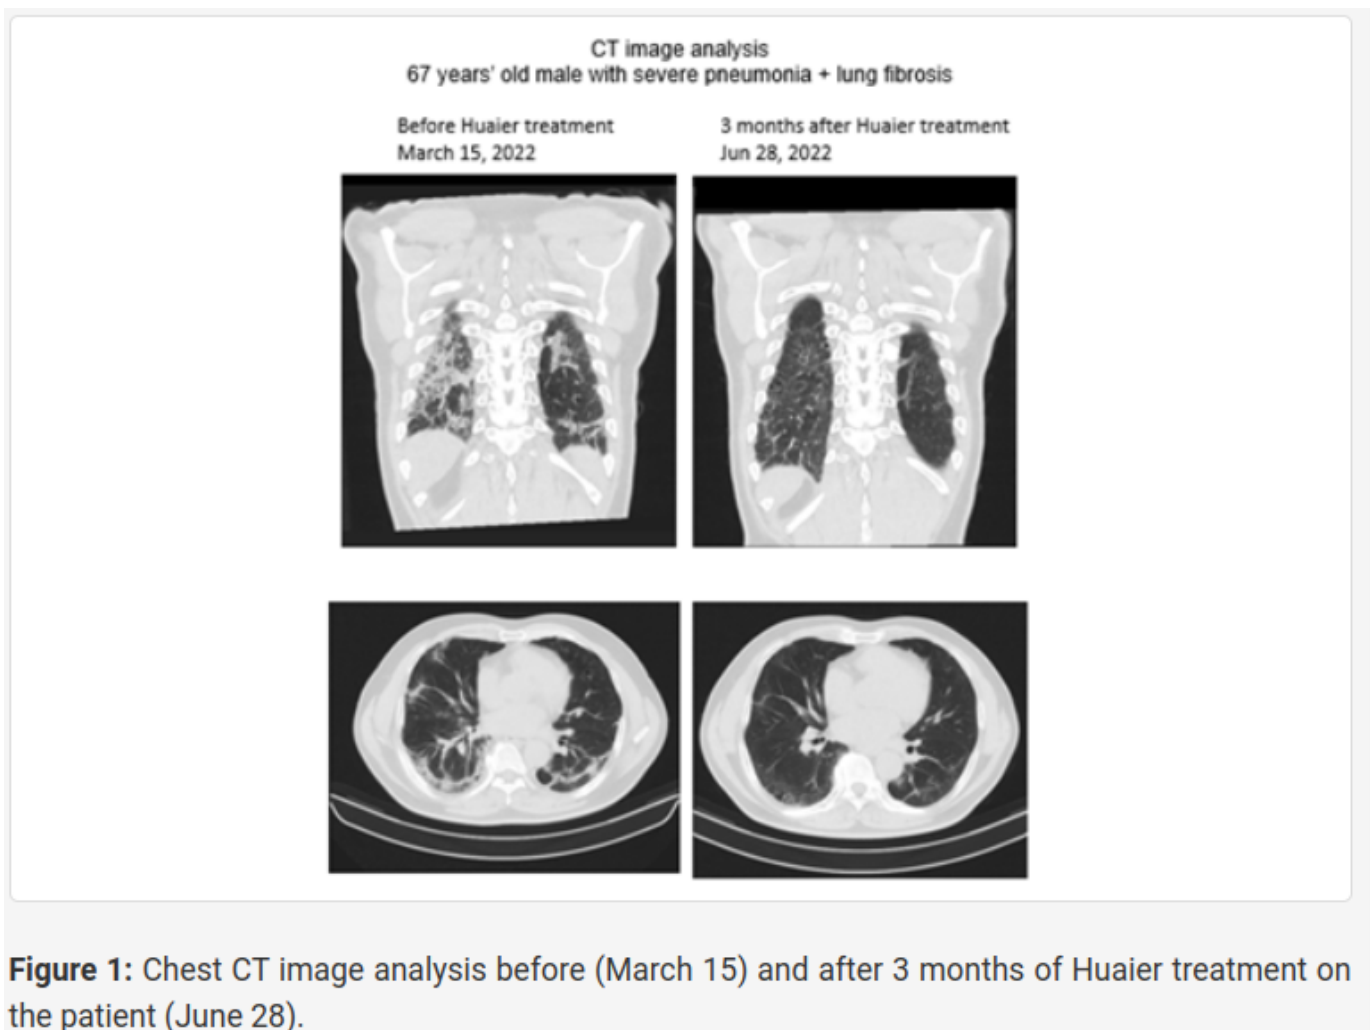 CT image analysis
67 years' old male with severe pneumonia + lung fibrosis
Before Huaier treatment
March 15, 2022
3 months after Huaier treatment
Jun 28, 2022
Figure 1: Chest CT image analysis before (March 15) and after 3 months of Huaier treatment on
the patient (June 28).